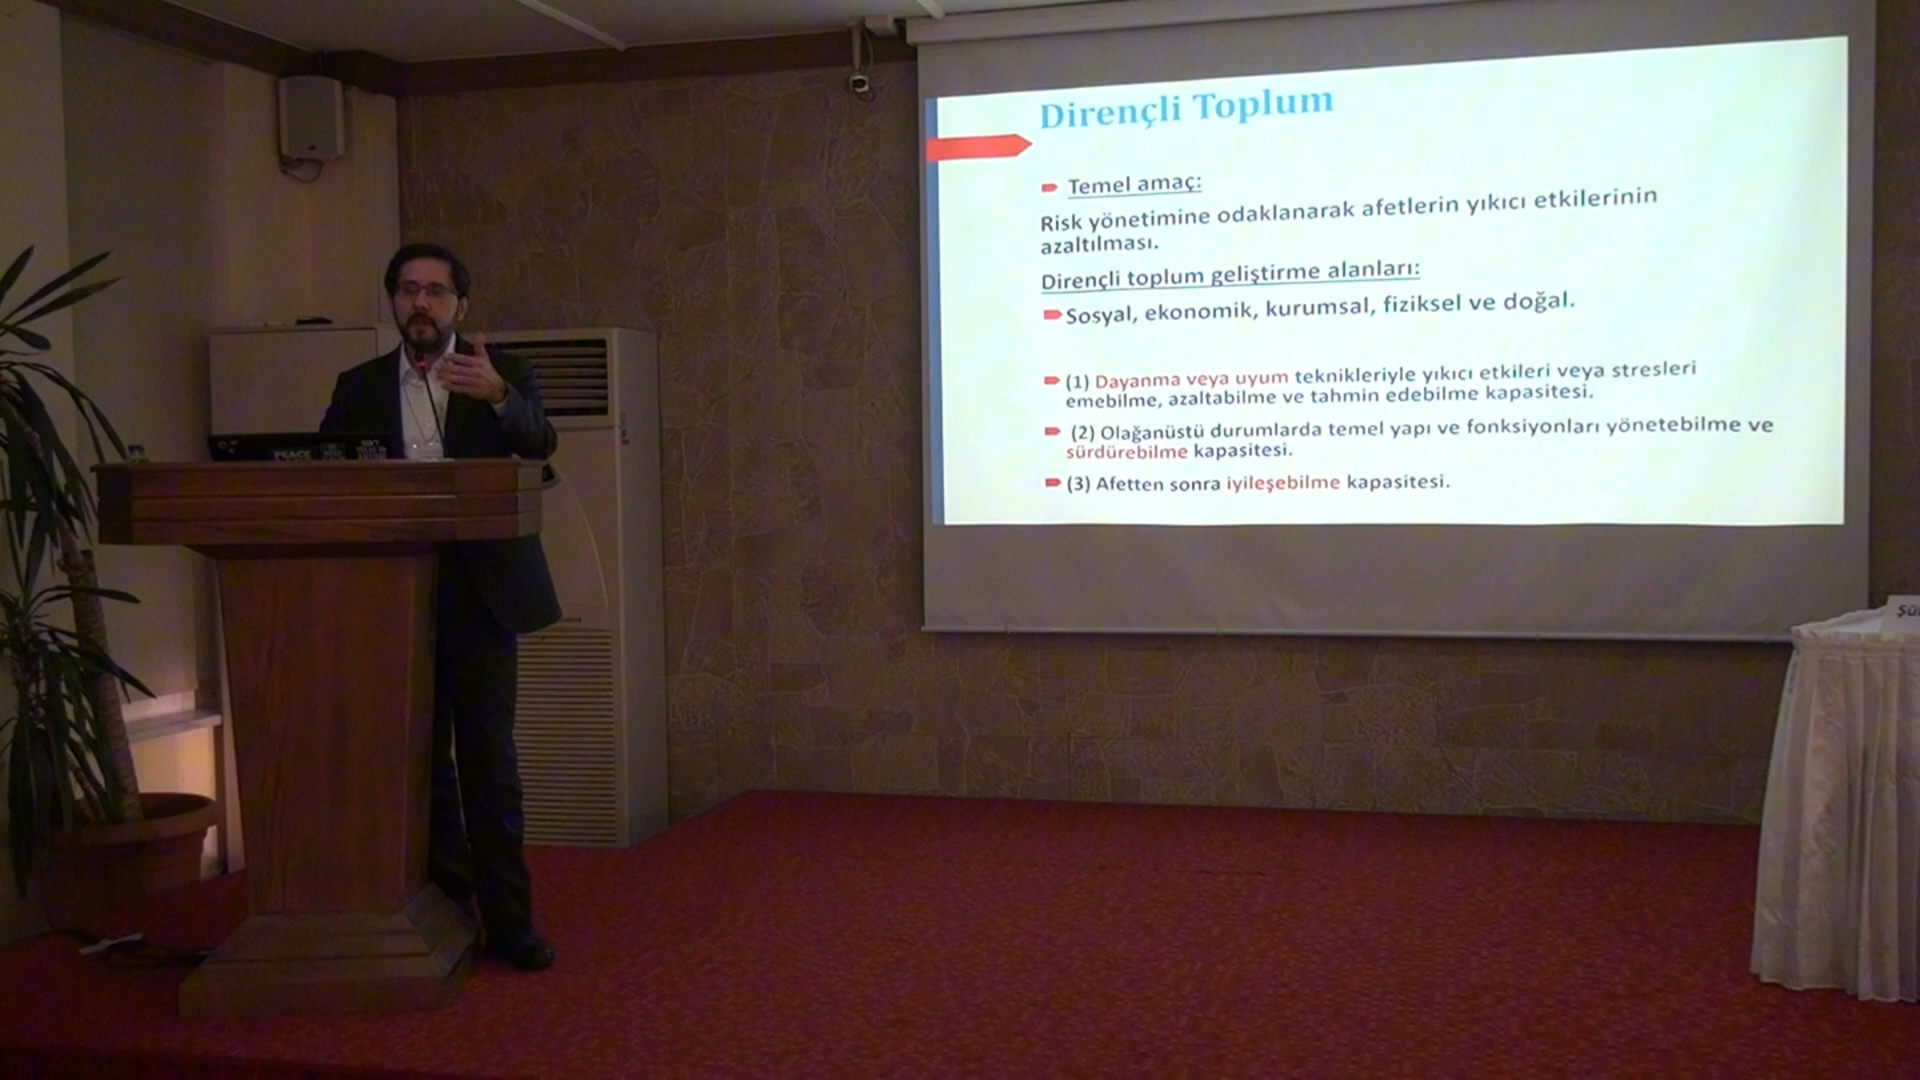 Dirençli Toplum
Temel amaç:
Risk yönetimine odaklanarak afetlerin yıkıcı etkilerinin
azaltılması.
Dirençli toplum geliştirme alanları:
Sosyal, ekonomik, kurumsal, fiziksel ve doğal.
(1) Dayanma veya uyum teknikleriyle yıkıcı etkileri veya stresleri
emebilme, azaltabilme ve tahmin edebilme kapasitesi.
(2) Olağanüstü durumlarda temel yapı ve fonksiyonları yönetebilme ve
sürdürebilme kapasitesi.
(3) Afetten sonra iyileşebilme kapasitesi.
PEACE